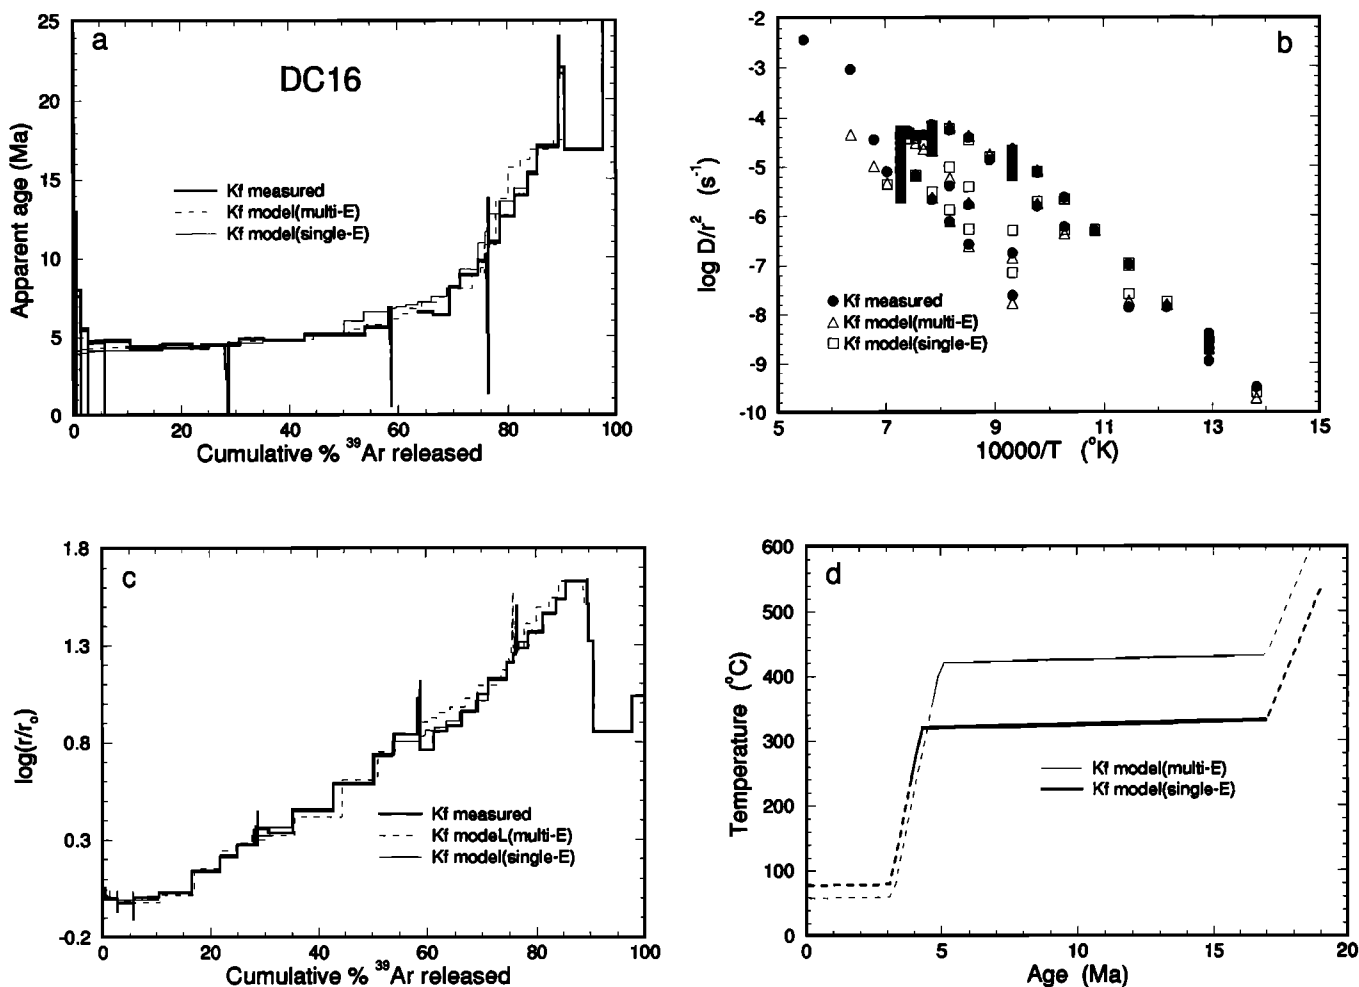 a
DC16
25
20
15
10
5
0
Apparent age (Ma)
Kf measured
Kf model(multi-E)
Kf model(single-E)
0 20 40 60 80 100
Cumulative % ³⁹Ar released
b
-2
-3
-4
-5
-6
-7
-8
-9
-10
log D/r² (s⁻¹)
Kf measured
Kf model(multi-E)
Kf model(single-E)
5 7 9 11 13 15
10000/T (°K)
c
1.8
1.3
0.8
0.3
-0.2
log(r/rₒ)
Kf measured
Kf modeL(multi-E)
Kf model(single-E)
0 20 40 60 80 100
Cumulative % ³⁹Ar released
d
600
500
400
300
200
100
0
Temperature (°C)
Kf model(multi-E)
Kf model(single-E)
0 5 10 15 20
Age (Ma)